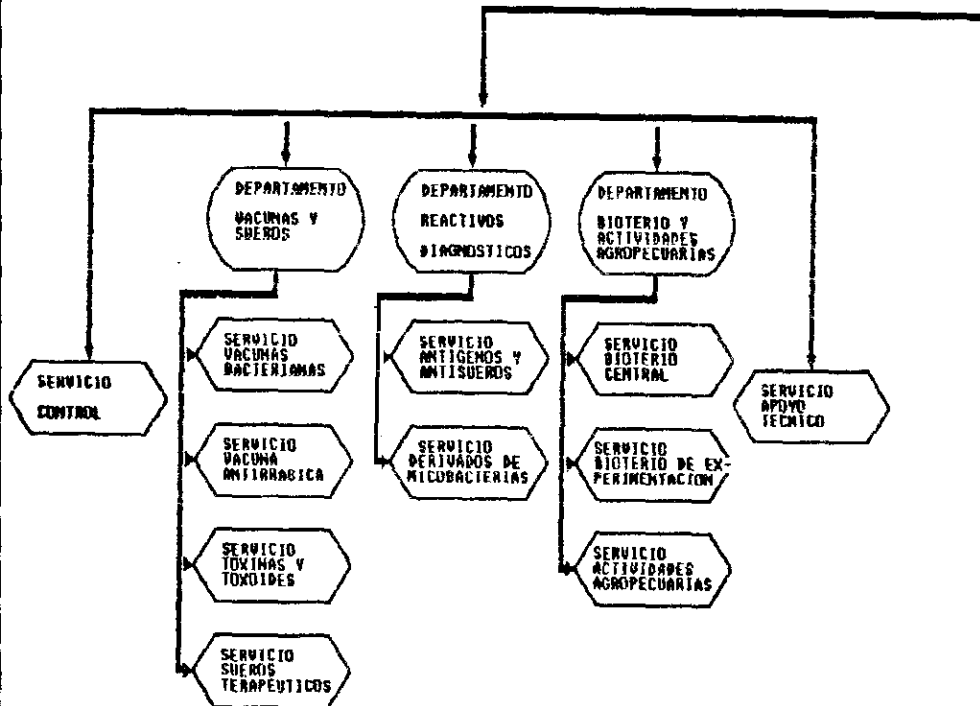 DEPARTAMENTO
VACUNAS Y
SUEROS
DEPARTAMENTO
REACTIVOS
DIAGNOSTICOS
DEPARTAMENTO
BIOTERIO Y
ACTIVIDADES
AGROPECUARIAS
SERVICIO
CONTROL
SERVICIO
VACUNAS
BACTERIANAS
SERVICIO
VACUNA
ANTIRRABICA
SERVICIO
TOXINAS Y
TOXOIDES
SERVICIO
SUEROS
TERAPEUTICOS
SERVICIO
ANTIGENOS Y
ANTISUEROS
SERVICIO
DERIVADOS DE
MICOBACTERIAS
SERVICIO
BIOTERIO
CENTRAL
SERVICIO
BIOTERIO DE EX-
PERIMENTACION
SERVICIO
ACTIVIDADES
AGROPECUARIAS
SERVICIO
APOYO
TECNICO